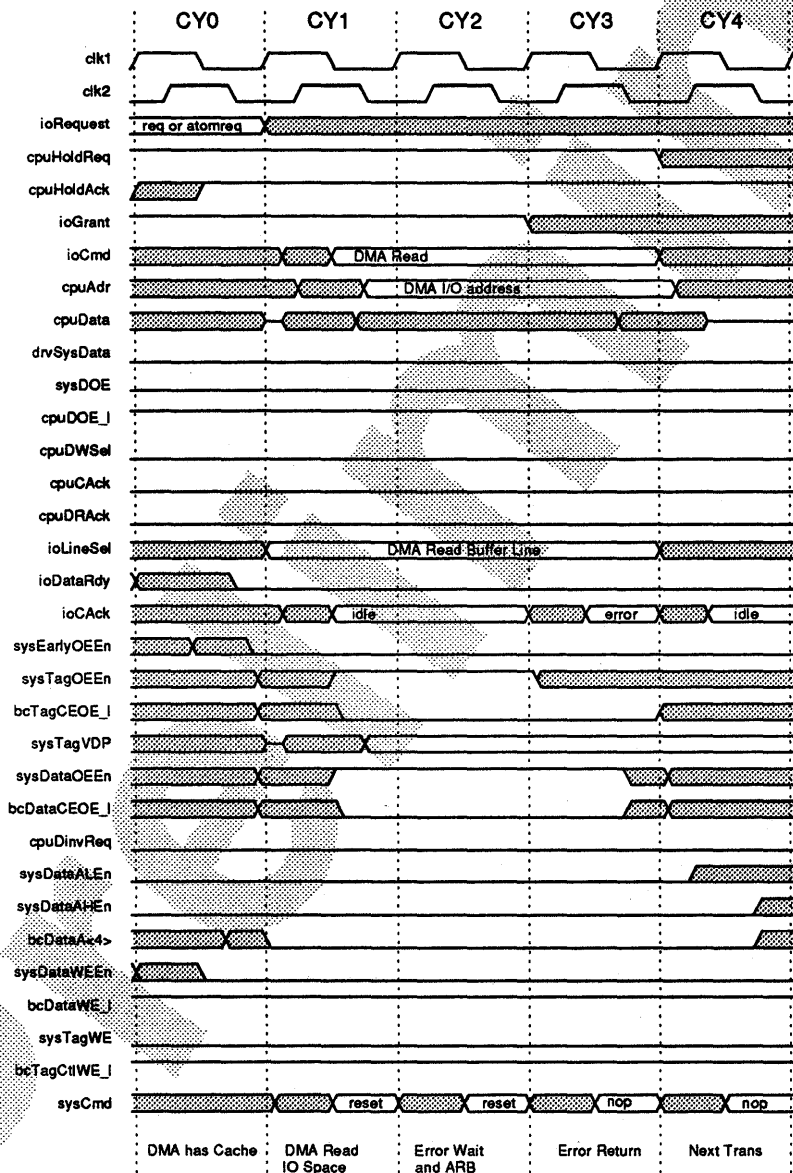 CY0 CY1 CY2 CY3 CY4
clk1
clk2
ioRequest req or atomreq
cpuHoldReq
cpuHoldAck
ioGrant
ioCmd DMA Read
cpuAdr DMA I/O address
cpuData
drvSysData
sysDOE
cpuDOE_l
cpuDWSel
cpuCAck
cpuDRAck
ioLineSel DMA Read Buffer Line
ioDataRdy
ioCAck idle error idle
sysEarlyOEEn
sysTagOEEn
bcTagCEOE_l
sysTagVDP
sysDataOEEn
bcDataCEOE_l
cpuDinvReq
sysDataALEn
sysDataAHEn
bcDataA<4>
sysDataWEEn
bcDataWE_l
sysTagWE
bcTagCtlWE_l
sysCmd reset reset nop nop
DMA has Cache DMA Read Error Wait Error Return Next Trans
IO Space and ARB